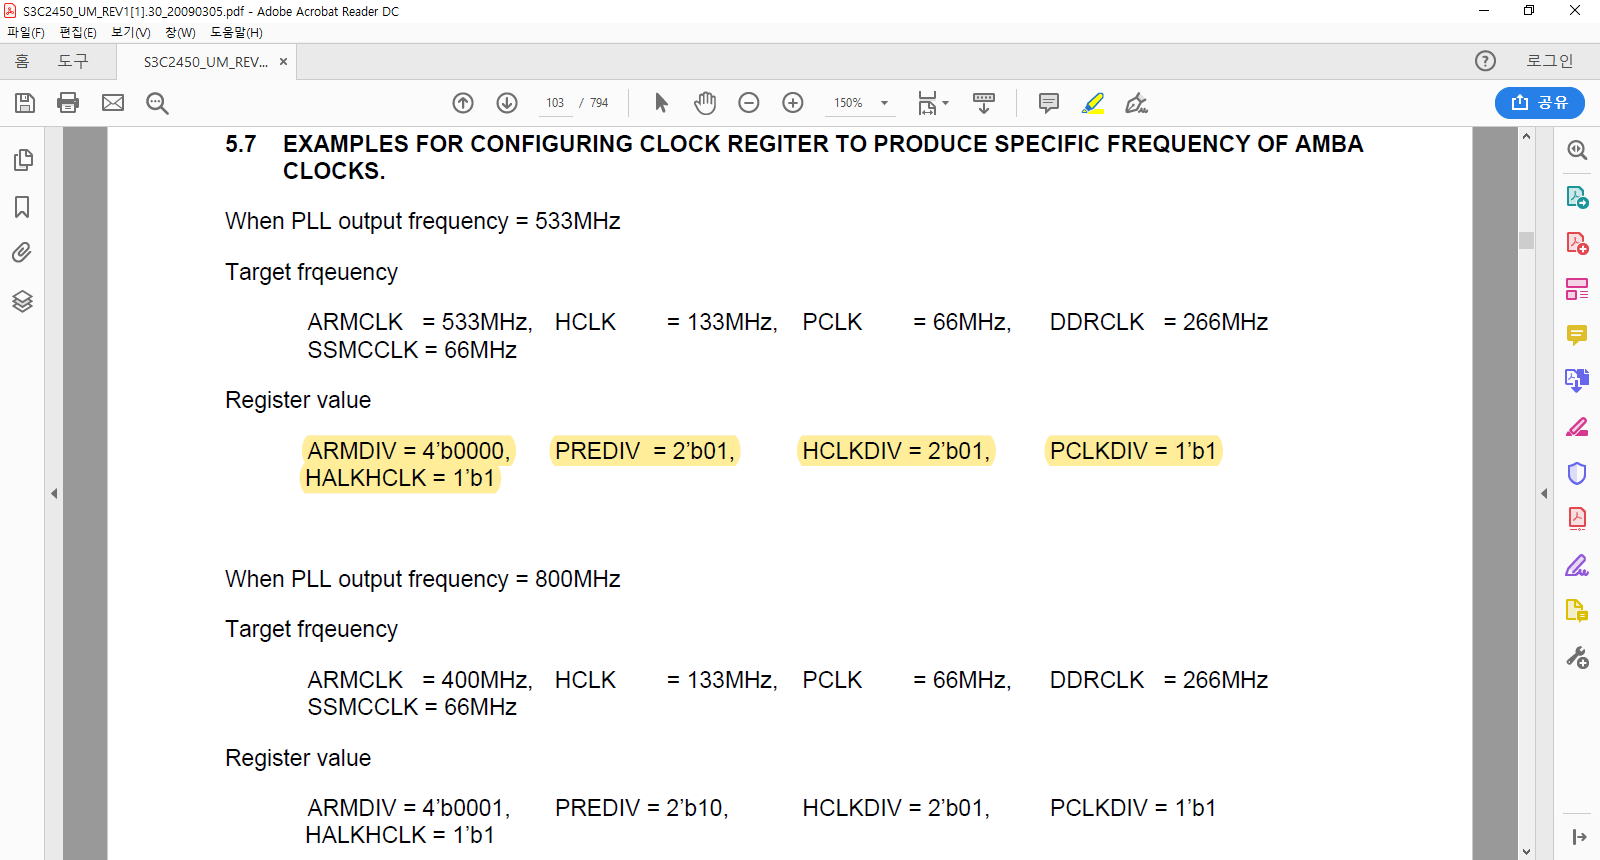 S3C2450_UM_REV1[1].30_20090305.pdf - Adobe Acrobat Reader DC
파일(F) 편집(E) 보기(V) 창(W) 도움말(H)
홈 도구 S3C2450_UM_REV... × ? 로그인
103 / 794 150% 공유
5.7 EXAMPLES FOR CONFIGURING CLOCK REGITER TO PRODUCE SPECIFIC FREQUENCY OF AMBA
CLOCKS.
When PLL output frequency = 533MHz
Target frqeuency
ARMCLK = 533MHz, HCLK = 133MHz, PCLK = 66MHz, DDRCLK = 266MHz
SSMCCLK = 66MHz
Register value
ARMDIV = 4’b0000, PREDIV = 2’b01, HCLKDIV = 2’b01, PCLKDIV = 1’b1
HALKHCLK = 1’b1
When PLL output frequency = 800MHz
Target frqeuency
ARMCLK = 400MHz, HCLK = 133MHz, PCLK = 66MHz, DDRCLK = 266MHz
SSMCCLK = 66MHz
Register value
ARMDIV = 4’b0001, PREDIV = 2’b10, HCLKDIV = 2’b01, PCLKDIV = 1’b1
HALKHCLK = 1’b1